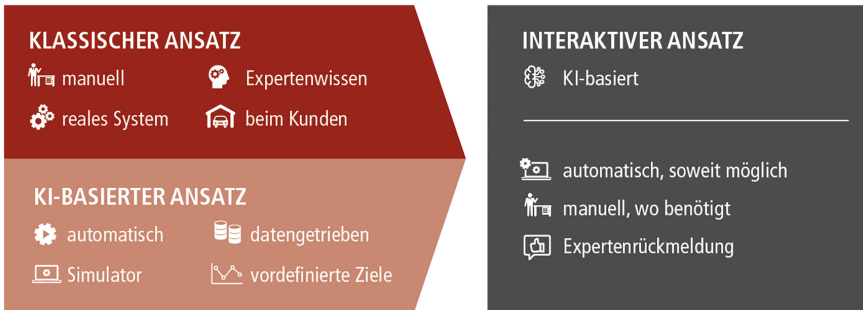 KLASSISCHER ANSATZ
manuell
Expertenwissen
reales System
beim Kunden
KI-BASIERTER ANSATZ
automatisch
datengetrieben
Simulator
vordefinierte Ziele
INTERAKTIVER ANSATZ
KI-basiert
automatisch, soweit möglich
manuell, wo benötigt
Expertenrückmeldung